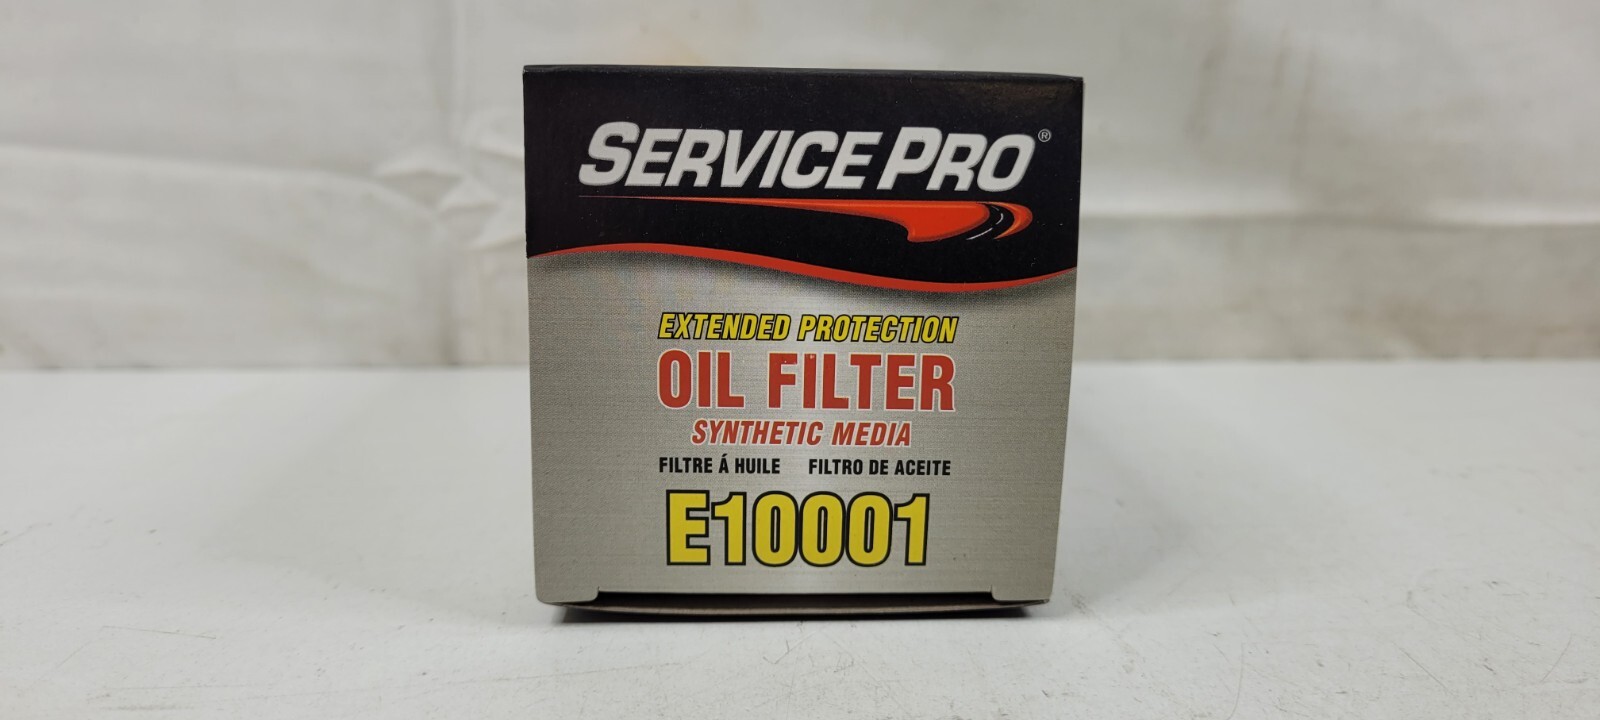 SERVICE PRO®
EXTENDED PROTECTION
OIL FILTER
SYNTHETIC MEDIA
FILTRE Á HUILE FILTRO DE ACEITE
E10001